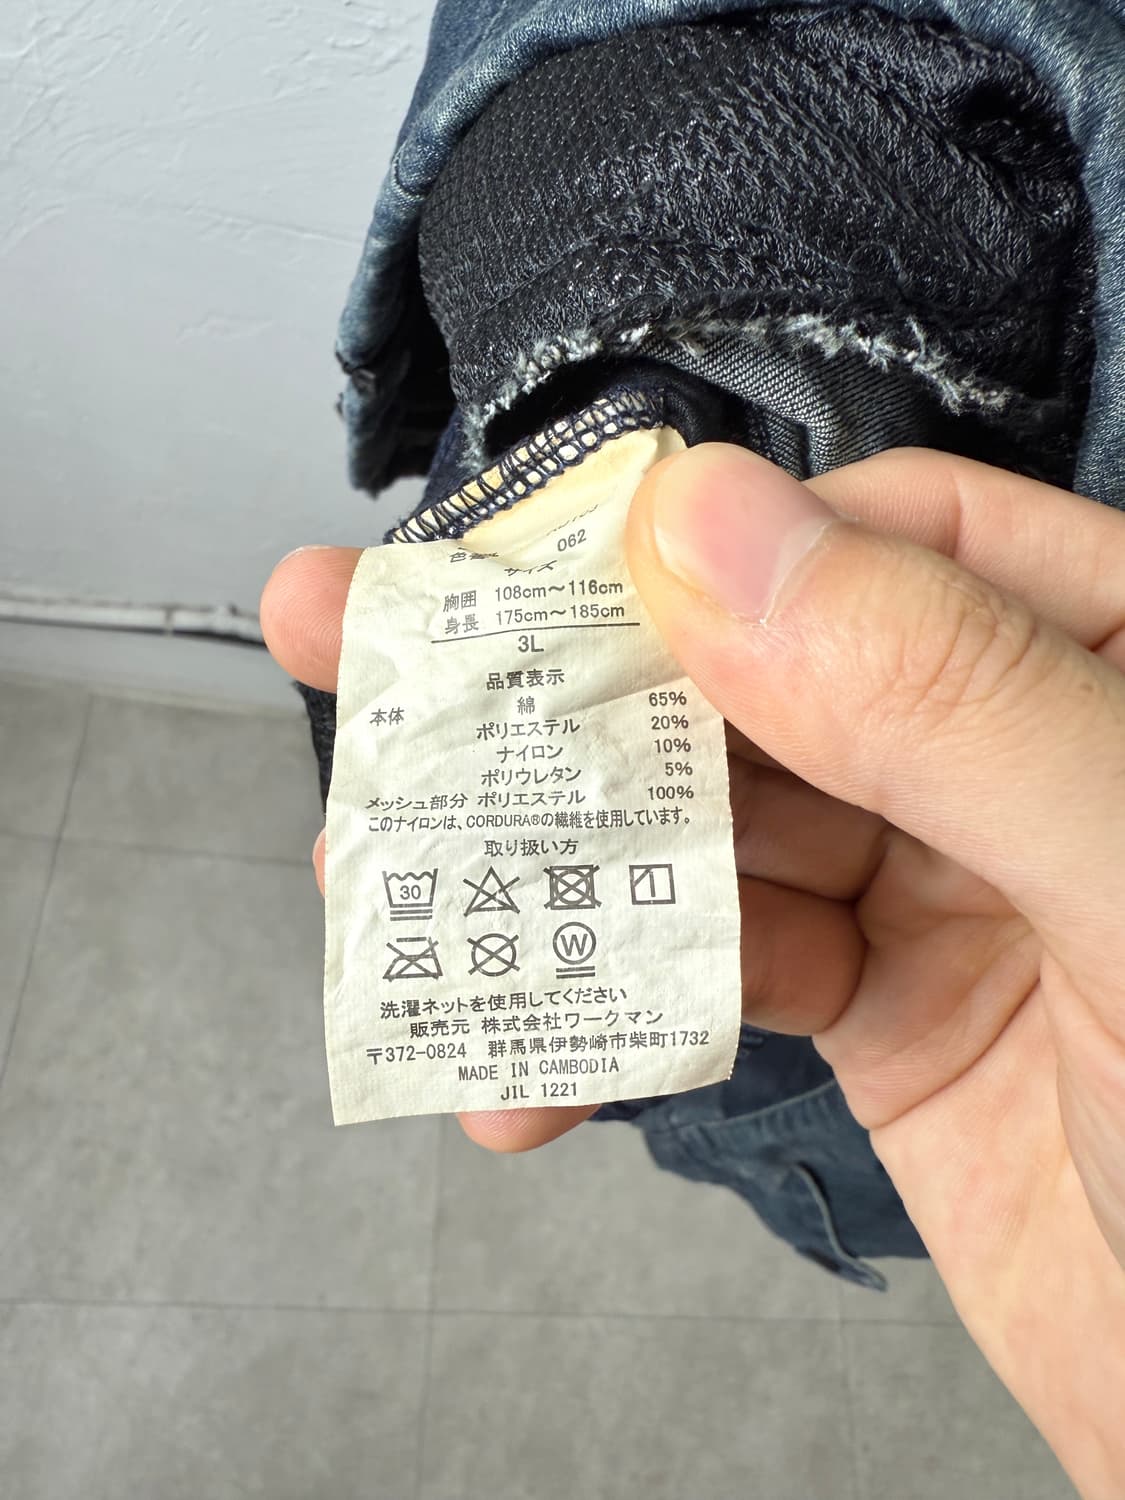 062
サイズ
胸囲 108cm〜116cm
身長 175cm〜185cm
3L
品質表示
本体 綿 65%
ポリエステル 20%
ナイロン 10%
ポリウレタン 5%
メッシュ部分 ポリエステル 100%
このナイロンは、CORDURA®の繊維を使用しています。
取り扱い方
30
W
洗濯ネットを使用してください
販売元 株式会社ワークマン
〒372-0824 群馬県伊勢崎市柴町1732
MADE IN CAMBODIA
JIL 1221